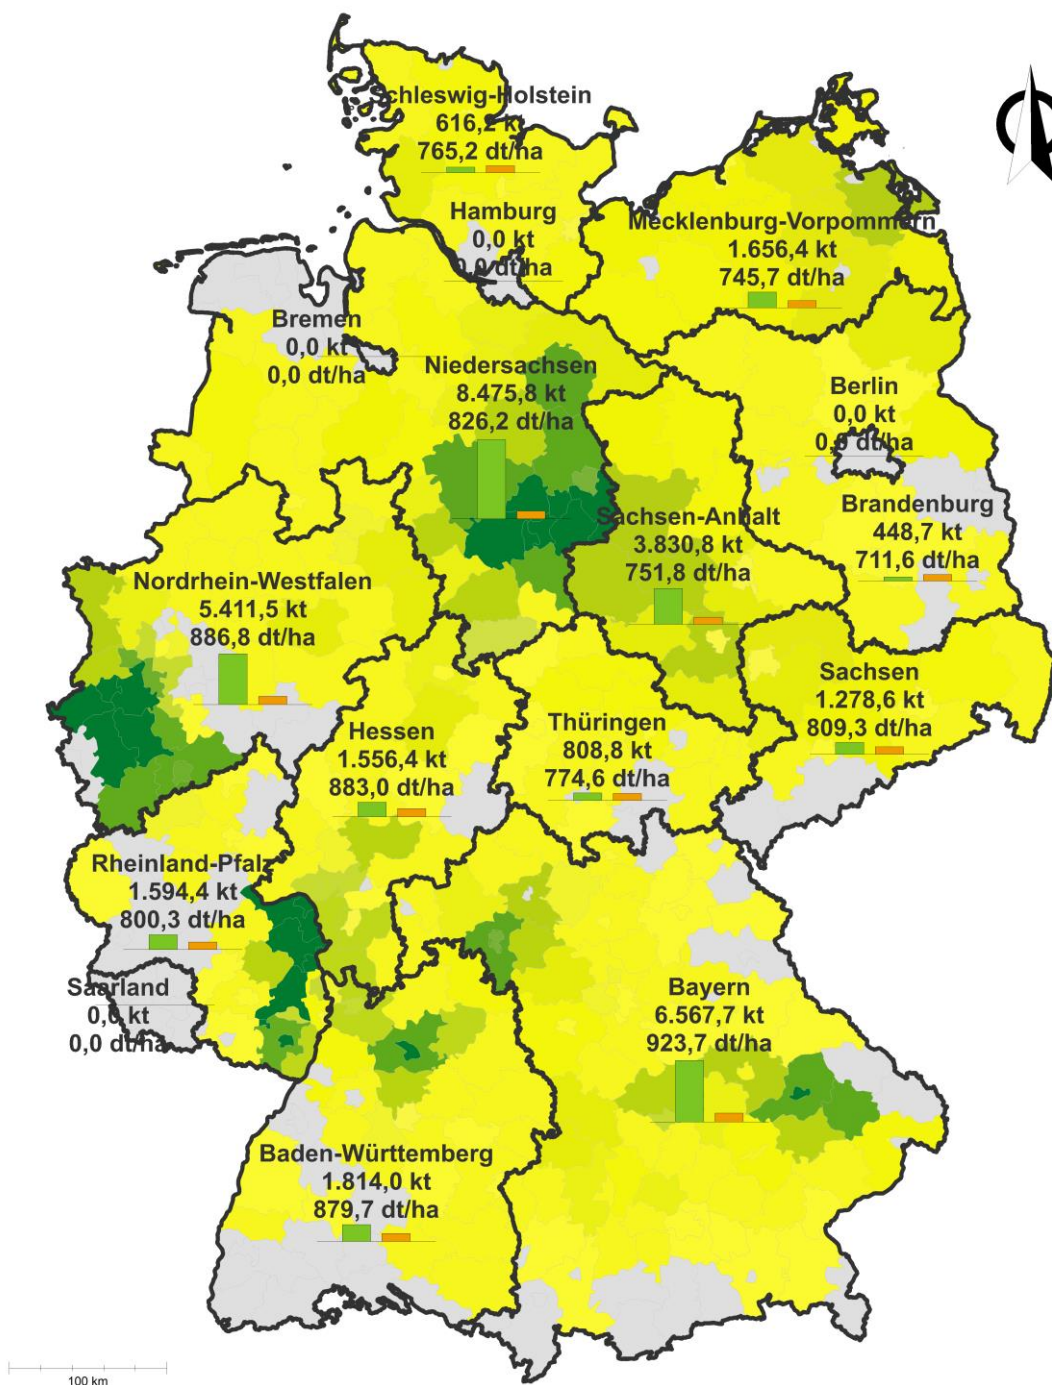 Schleswig-Holstein
616,2 kt
765,2 dt/ha
Hamburg
0,0 kt
0,0 dt/ha
Mecklenburg-Vorpommern
1.656,4 kt
745,7 dt/ha
Bremen
0,0 kt
0,0 dt/ha
Niedersachsen
8.475,8 kt
826,2 dt/ha
Berlin
0,0 kt
0,0 dt/ha
Brandenburg
448,7 kt
711,6 dt/ha
Sachsen-Anhalt
3.830,8 kt
751,8 dt/ha
Nordrhein-Westfalen
5.411,5 kt
886,8 dt/ha
Sachsen
1.278,6 kt
809,3 dt/ha
Hessen
1.556,4 kt
883,0 dt/ha
Thüringen
808,8 kt
774,6 dt/ha
Rheinland-Pfalz
1.594,4 kt
800,3 dt/ha
Saarland
0,0 kt
0,0 dt/ha
Bayern
6.567,7 kt
923,7 dt/ha
Baden-Württemberg
1.814,0 kt
879,7 dt/ha
100 km